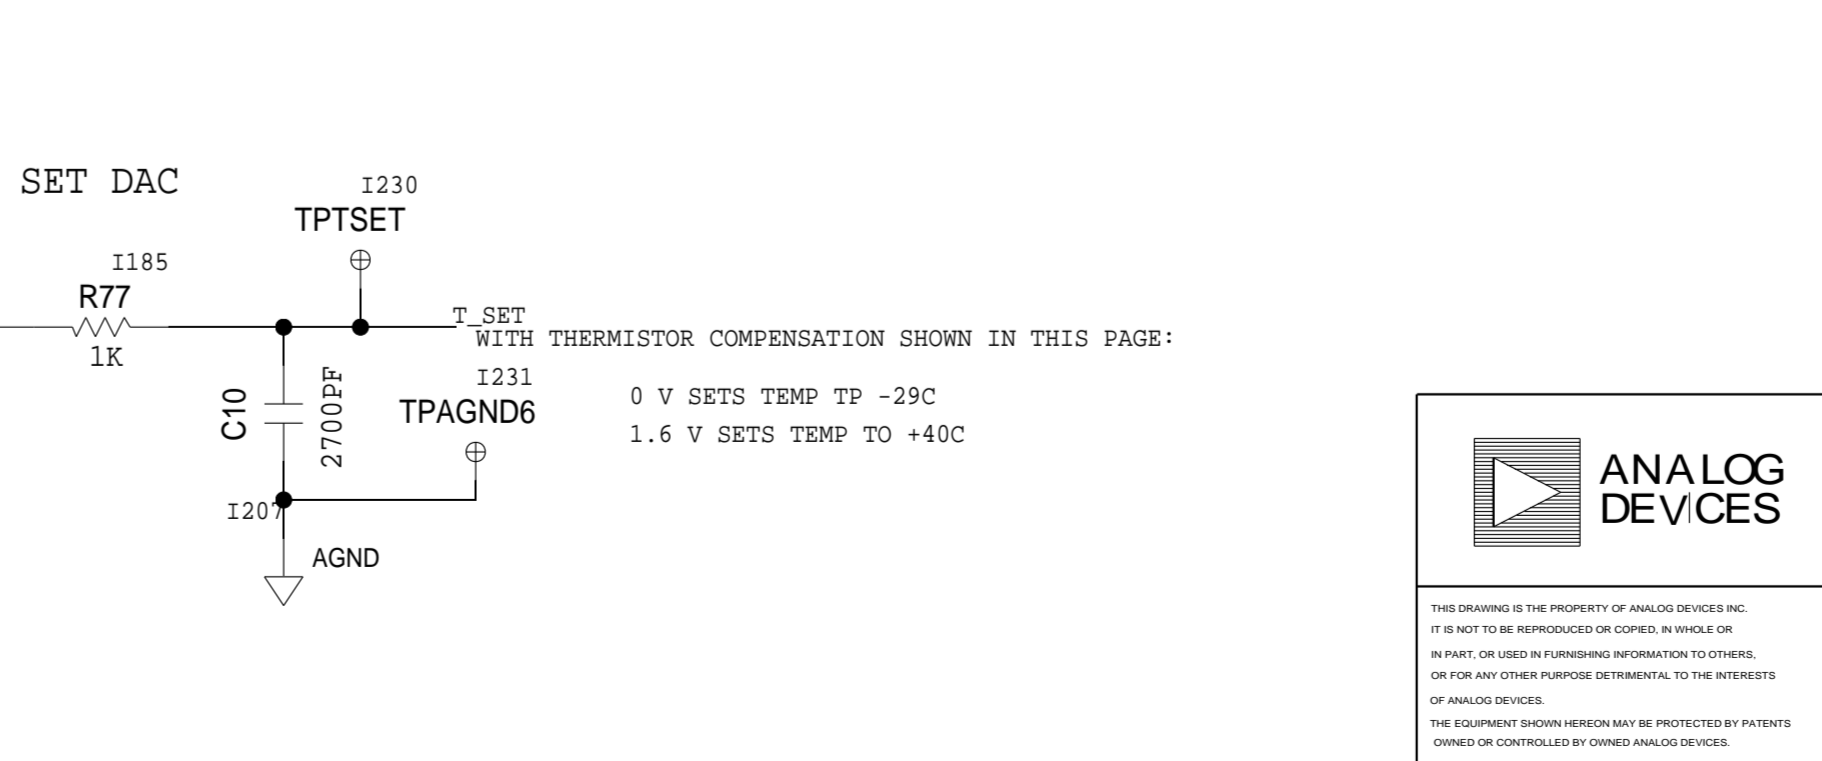 SET DAC
I230
TPTSET
I185
R77
1K
T_SET
WITH THERMISTOR COMPENSATION SHOWN IN THIS PAGE:
I231
TPAGND6
0 V SETS TEMP TP -29C
1.6 V SETS TEMP TO +40C
C10
2700PF
I207
AGND
ANALOG
DEVICES
THIS DRAWING IS THE PROPERTY OF ANALOG DEVICES INC.
IT IS NOT TO BE REPRODUCED OR COPIED, IN WHOLE OR
IN PART, OR USED IN FURNISHING INFORMATION TO OTHERS,
OR FOR ANY OTHER PURPOSE DETRIMENTAL TO THE INTERESTS
OF ANALOG DEVICES.
THE EQUIPMENT SHOWN HEREON MAY BE PROTECTED BY PATENTS
OWNED OR CONTROLLED BY OWNED ANALOG DEVICES.